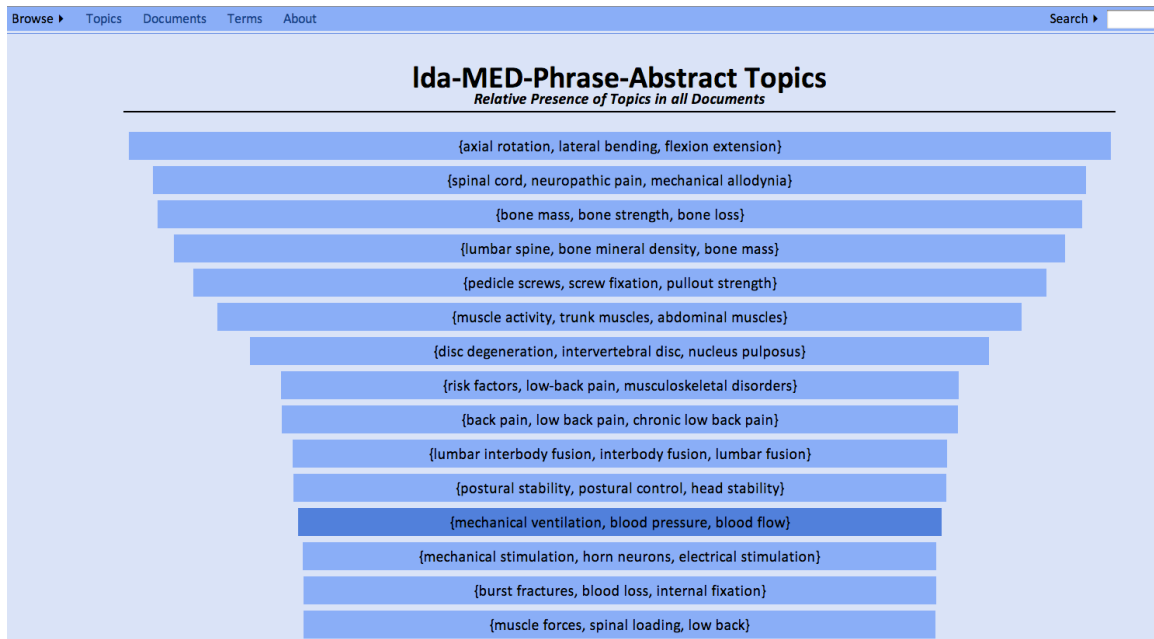 Browse Topics Documents Terms About Search
lda-MED-Phrase-Abstract Topics
Relative Presence of Topics in all Documents
{axial rotation, lateral bending, flexion extension}
{spinal cord, neuropathic pain, mechanical allodynia}
{bone mass, bone strength, bone loss}
{lumbar spine, bone mineral density, bone mass}
{pedicle screws, screw fixation, pullout strength}
{muscle activity, trunk muscles, abdominal muscles}
{disc degeneration, intervertebral disc, nucleus pulposus}
{risk factors, low-back pain, musculoskeletal disorders}
{back pain, low back pain, chronic low back pain}
{lumbar interbody fusion, interbody fusion, lumbar fusion}
{postural stability, postural control, head stability}
{mechanical ventilation, blood pressure, blood flow}
{mechanical stimulation, horn neurons, electrical stimulation}
{burst fractures, blood loss, internal fixation}
{muscle forces, spinal loading, low back}